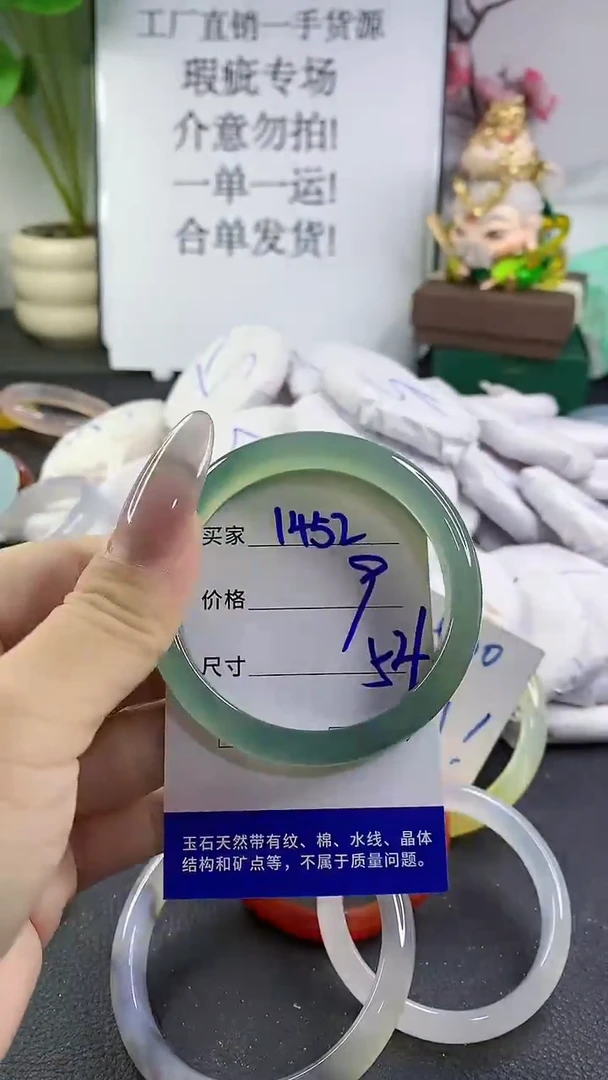 工厂直销一手货源
瑕疵专场
介意勿拍!
一单一运!
合单发货!
买家 1452
价格 9
尺寸 54
玉石天然带有纹、棉、水线、晶体
结构和矿点等，不属于质量问题。